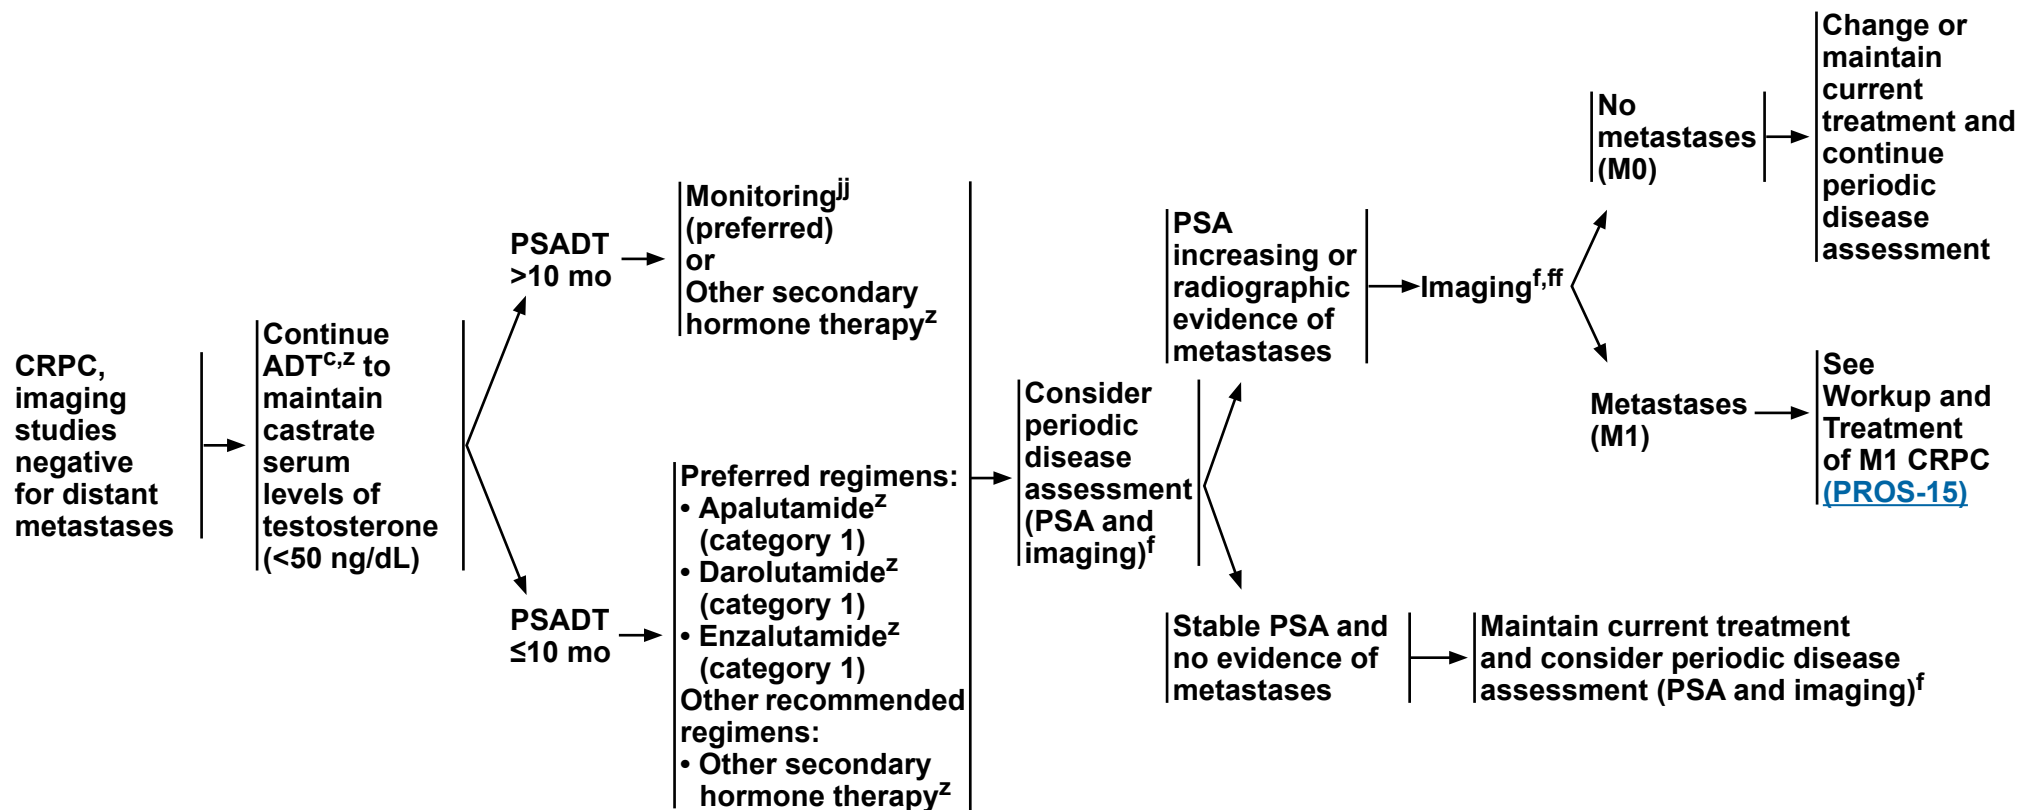 CRPC,
imaging
studies
negative
for distant
metastases
Continue
ADTc,z to
maintain
castrate
serum
levels of
testosterone
(<50 ng/dL)
PSADT
>10 mo
Monitoringjj
(preferred)
or
Other secondary
hormone therapyz
PSADT
≤10 mo
Preferred regimens:
• Apalutamidez
(category 1)
• Darolutamidez
(category 1)
• Enzalutamidez
(category 1)
Other recommended
regimens:
• Other secondary
hormone therapyz
Consider
periodic
disease
assessment
(PSA and
imaging)f
PSA
increasing or
radiographic
evidence of
metastases
Imagingf,ff
No
metastases
(M0)
Change or
maintain
current
treatment and
continue
periodic
disease
assessment
Metastases
(M1)
See
Workup and
Treatment
of M1 CRPC
(PROS-15)
Stable PSA and
no evidence of
metastases
Maintain current treatment
and consider periodic disease
assessment (PSA and imaging)f